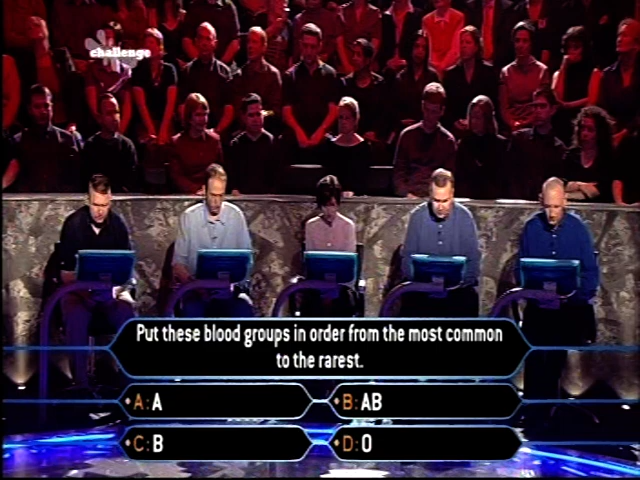 challenge
Put these blood groups in order from the most common
to the rarest.
A: A
B: AB
C: B
D: O